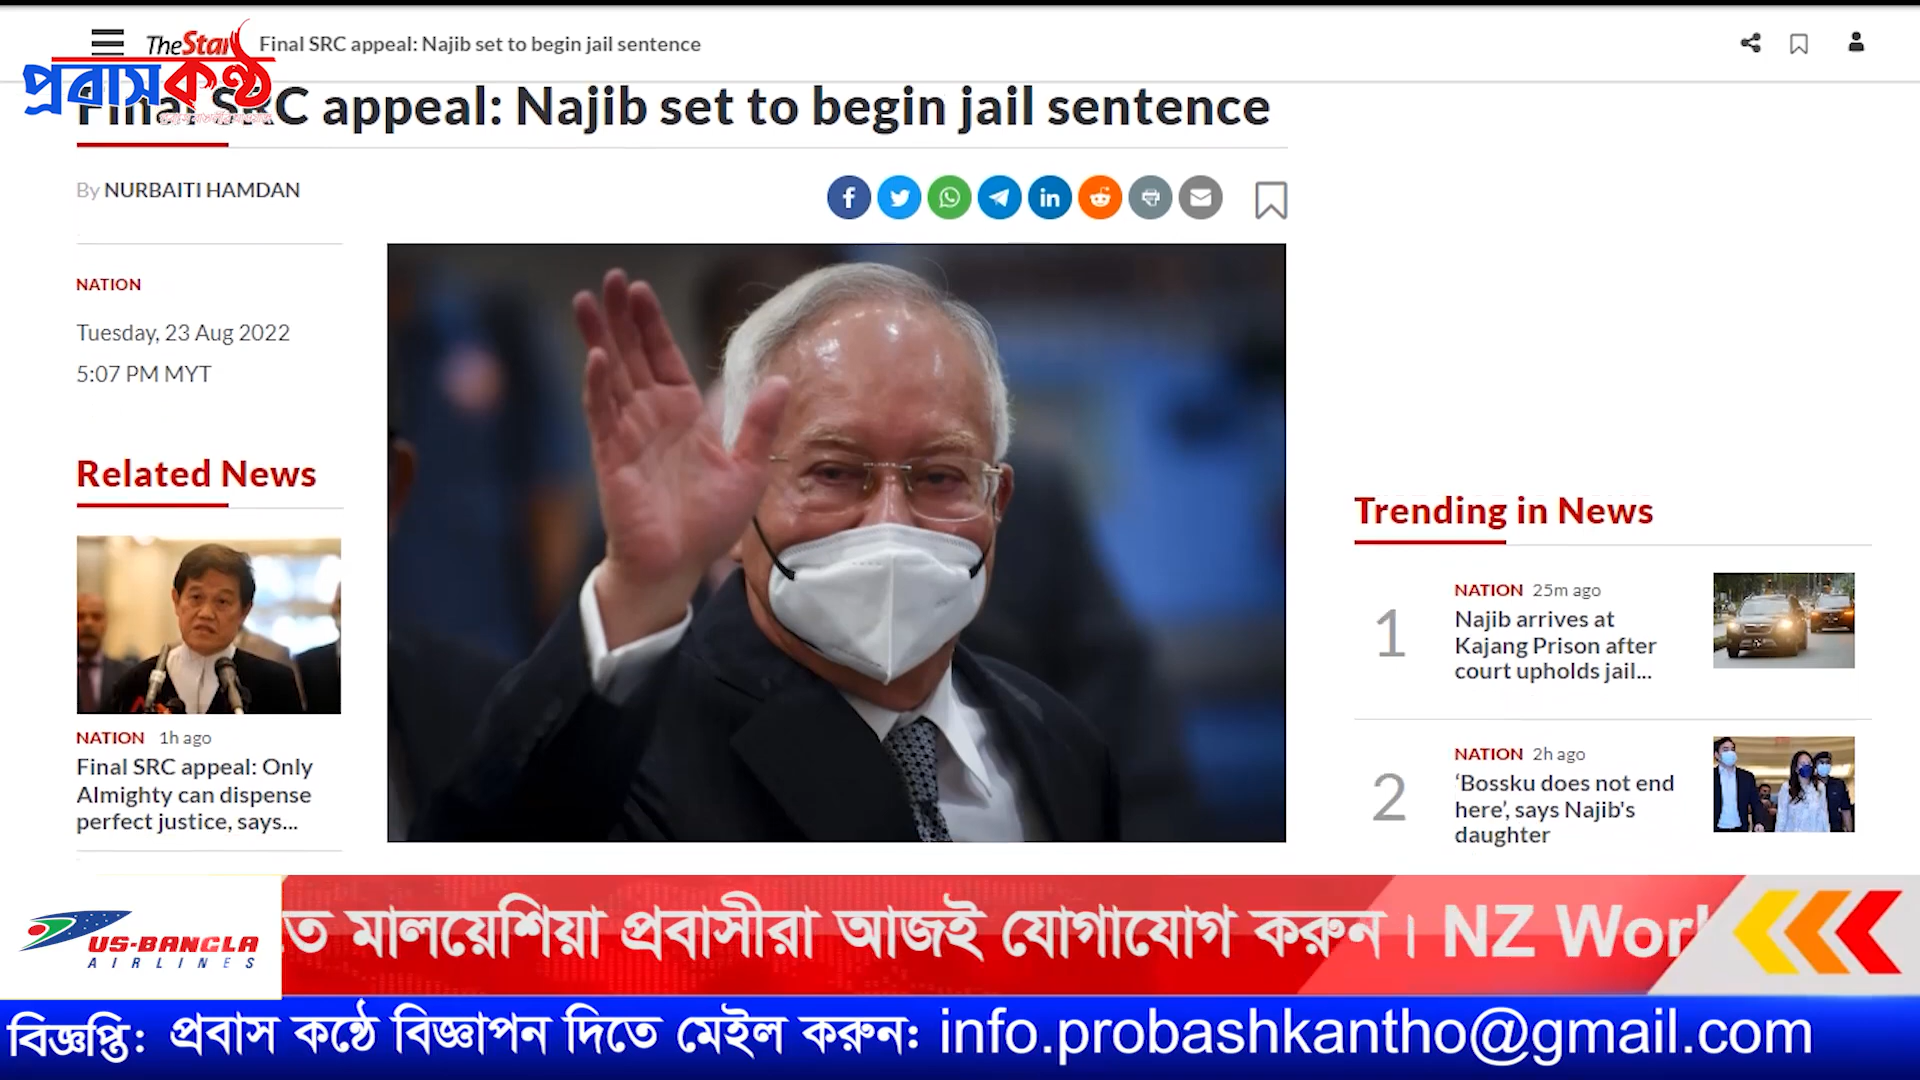 TheStar
Final SRC appeal: Najib set to begin jail sentence
প্রবাস কণ্ঠ
Final SRC appeal: Najib set to begin jail sentence
By NURBAITI HAMDAN
NATION
Tuesday, 23 Aug 2022
5:07 PM MYT
Related News
NATION 1h ago
Final SRC appeal: Only
Almighty can dispense
perfect justice, says...
Trending in News
1
NATION 25m ago
Najib arrives at
Kajang Prison after
court upholds jail...
2
NATION 2h ago
‘Bossku does not end
here’, says Najib's
daughter
US-BANGLA
AIRLINES
তে মালয়েশিয়া প্রবাসীরা আজই যোগাযোগ করুন । NZ Worl
বিজ্ঞপ্তি: প্রবাস কন্ঠে বিজ্ঞাপন দিতে মেইল করুনঃ info.probashkantho@gmail.com